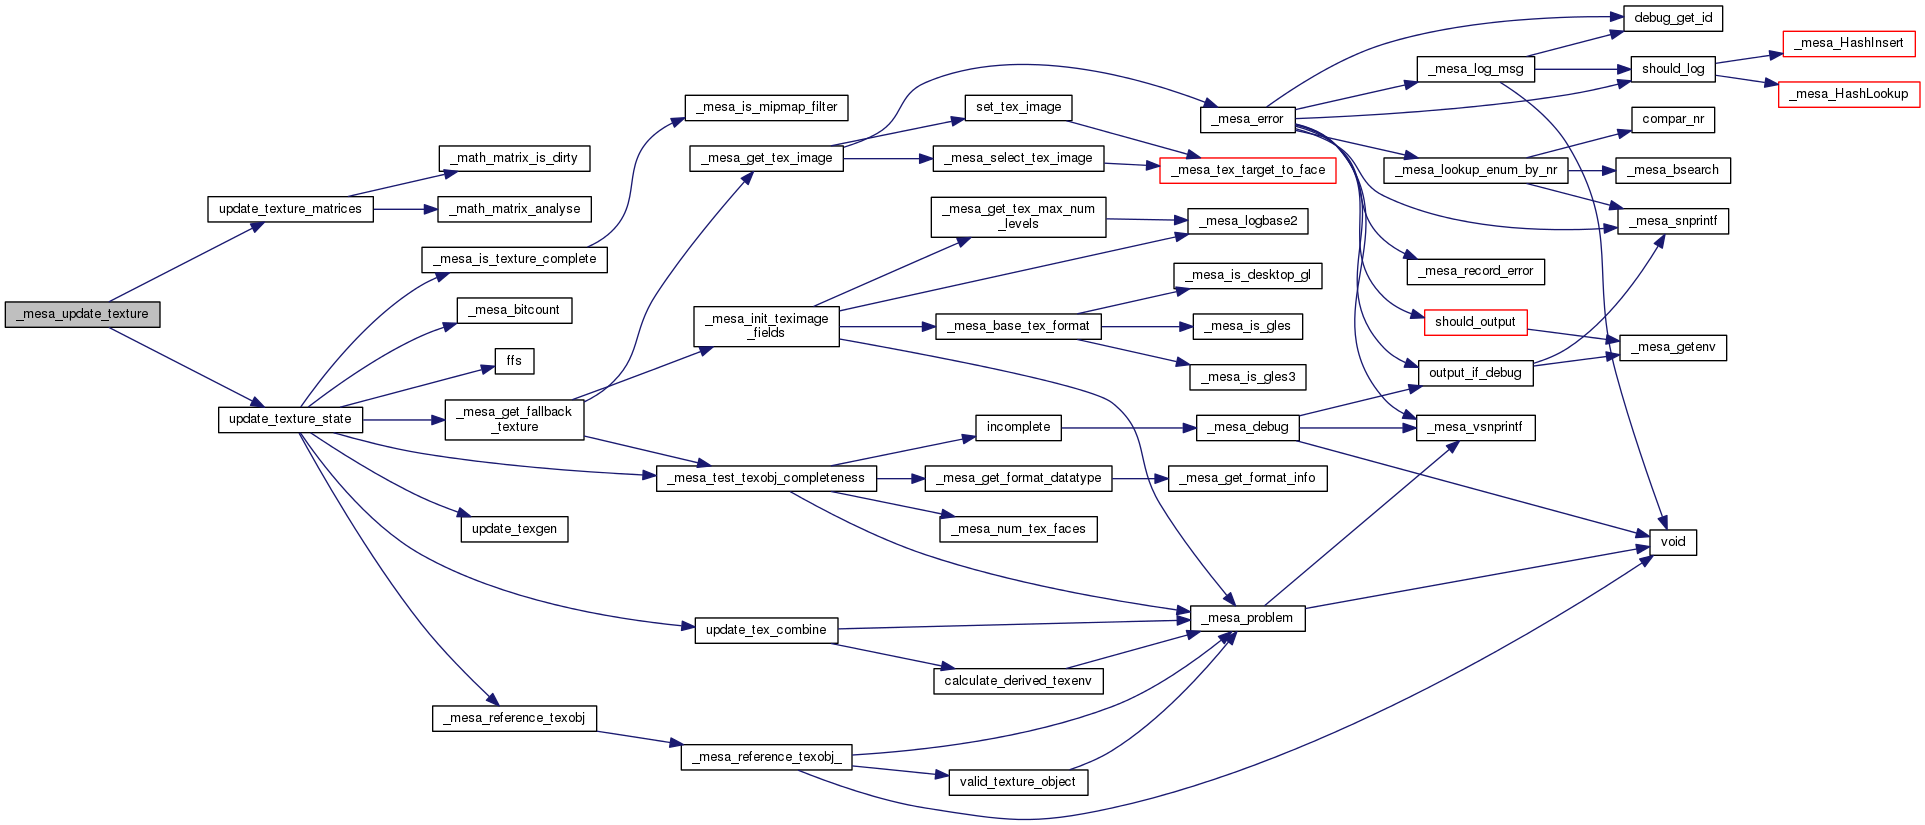 _mesa_update_texture
update_texture_matrices
update_texture_state
_math_matrix_is_dirty
_math_matrix_analyse
_mesa_is_texture_complete
_mesa_bitcount
ffs
_mesa_get_fallback
_texture
update_texgen
_mesa_reference_texobj
_mesa_is_mipmap_filter
_mesa_get_tex_image
_mesa_init_teximage
_fields
_mesa_test_texobj_completeness
update_tex_combine
_mesa_reference_texobj_
set_tex_image
_mesa_select_tex_image
_mesa_get_tex_max_num
_levels
_mesa_base_tex_format
incomplete
_mesa_get_format_datatype
_mesa_num_tex_faces
calculate_derived_texenv
valid_texture_object
_mesa_error
_mesa_tex_target_to_face
_mesa_logbase2
_mesa_is_desktop_gl
_mesa_is_gles
_mesa_is_gles3
_mesa_debug
_mesa_get_format_info
_mesa_problem
_mesa_log_msg
_mesa_lookup_enum_by_nr
_mesa_record_error
should_output
output_if_debug
_mesa_vsnprintf
debug_get_id
should_log
compar_nr
_mesa_bsearch
_mesa_snprintf
_mesa_getenv
void
_mesa_HashInsert
_mesa_HashLookup